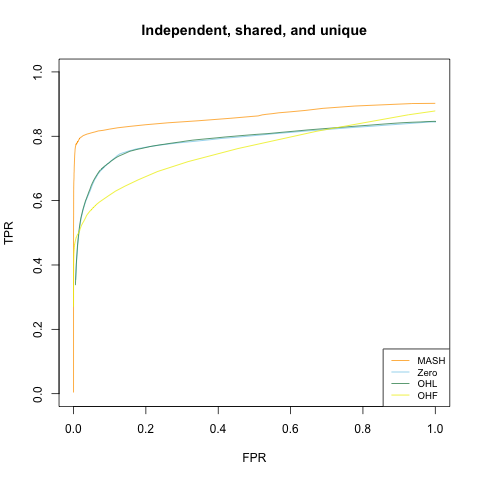 Independent, shared, and unique
TPR
1.0
0.8
0.6
0.4
0.2
0.0
MASH
Zero
OHL
OHF
0.0 0.2 0.4 0.6 0.8 1.0
FPR